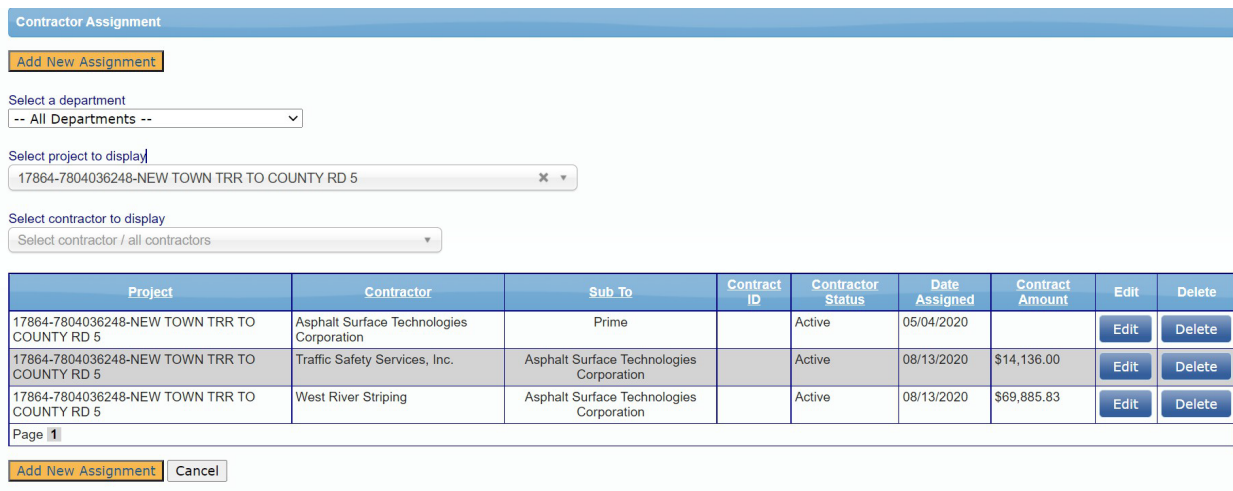 Contractor Assignment
Add New Assignment
Select a department
-- All Departments --
Select project to display
17864-7804036248-NEW TOWN TRR TO COUNTY RD 5
Select contractor to display
Select contractor / all contractors
Project Contractor Sub To Contract ID Contractor Status Date Assigned Contract Amount Edit Delete
17864-7804036248-NEW TOWN TRR TO COUNTY RD 5 Asphalt Surface Technologies Corporation Prime Active 05/04/2020 Edit Delete
17864-7804036248-NEW TOWN TRR TO COUNTY RD 5 Traffic Safety Services, Inc. Asphalt Surface Technologies Corporation Active 08/13/2020 $14,136.00 Edit Delete
17864-7804036248-NEW TOWN TRR TO COUNTY RD 5 West River Striping Asphalt Surface Technologies Corporation Active 08/13/2020 $69,885.83 Edit Delete
Page 1
Add New Assignment Cancel